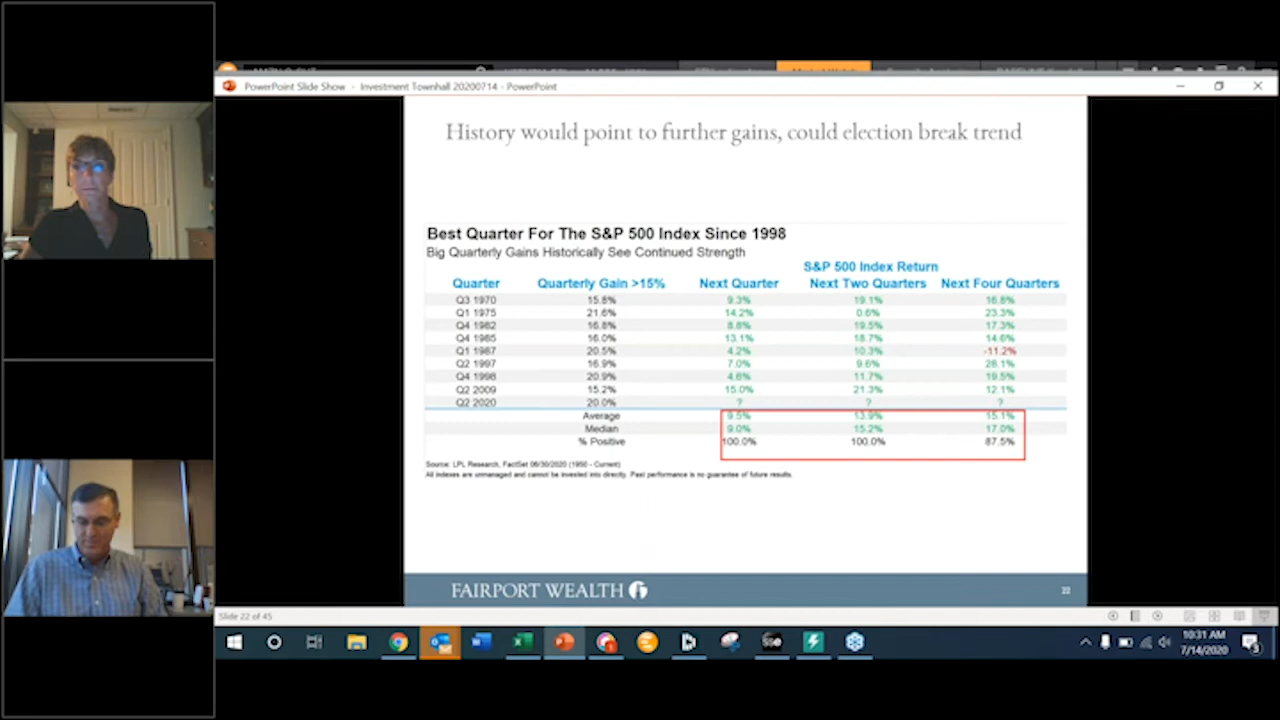 PowerPoint Slide Show - Investment Townhall 20200714 - PowerPoint
History would point to further gains, could election break trend
Best Quarter For The S&P 500 Index Since 1998
Big Quarterly Gains Historically See Continued Strength
S&P 500 Index Return
Quarter Quarterly Gain >15% Next Quarter Next Two Quarters Next Four Quarters
Q3 1970 15.8% 9.3% 19.1% 16.8%
Q1 1975 21.6% 14.2% 0.6% 23.3%
Q4 1982 16.8% 8.8% 19.5% 17.3%
Q4 1985 16.0% 13.1% 18.7% 14.6%
Q1 1987 20.5% 4.2% 10.3% -11.2%
Q2 1997 16.9% 7.0% 9.6% 28.1%
Q4 1998 20.9% 4.6% 11.7% 19.5%
Q2 2009 15.2% 15.0% 21.3% 12.1%
Q2 2020 20.0% ? ? ?
Average 9.5% 13.9% 15.1%
Median 9.0% 15.2% 17.0%
% Positive 100.0% 100.0% 87.5%
Source: LPL Research, FactSet 06/30/2020 (1950 - Current)
All indexes are unmanaged and cannot be invested into directly. Past performance is no guarantee of future results.
FAIRPORT WEALTH
22
Slide 22 of 45
10:31 AM
7/14/2020